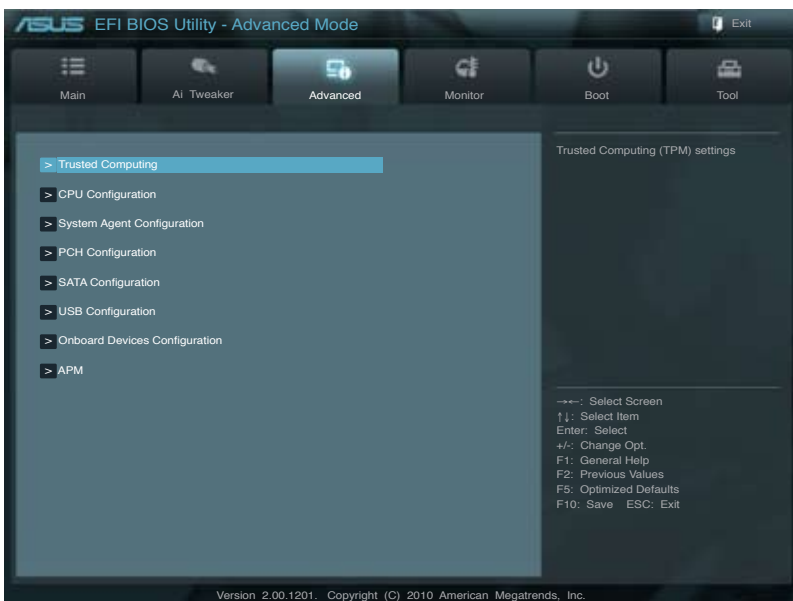 ASUS EFI BIOS Utility - Advanced Mode
Exit
Main
Ai Tweaker
Advanced
Monitor
Boot
Tool
> Trusted Computing
> CPU Configuration
> System Agent Configuration
> PCH Configuration
> SATA Configuration
> USB Configuration
> Onboard Devices Configuration
> APM
Trusted Computing (TPM) settings
→←: Select Screen
↑↓: Select Item
Enter: Select
+/-: Change Opt.
F1: General Help
F2: Previous Values
F5: Optimized Defaults
F10: Save ESC: Exit
Version 2.00.1201. Copyright (C) 2010 American Megatrends, Inc.